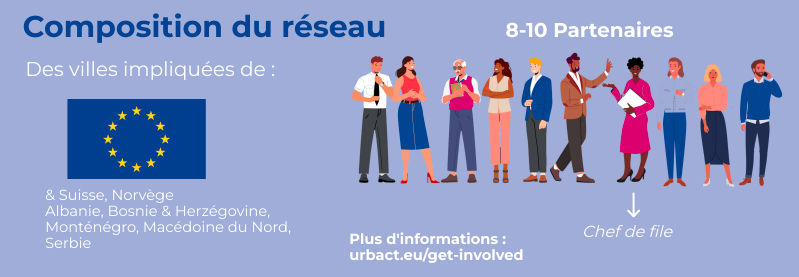 Composition du réseau
8-10 Partenaires
Des villes impliquées de :
& Suisse, Norvège
Albanie, Bosnie & Herzégovine,
Monténégro, Macédoine du Nord,
Serbie
Chef de file
Plus d'informations :
urbact.eu/get-involved